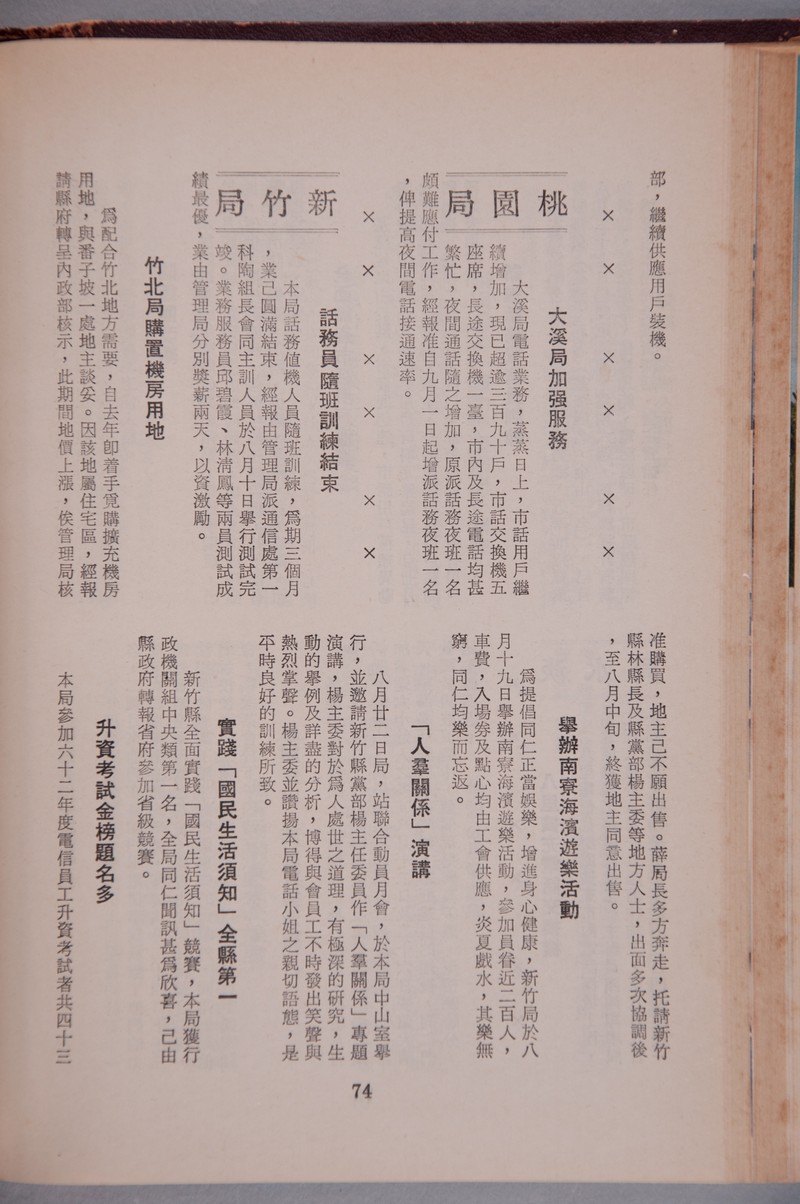 部，繼續供應用戶裝機。
×　×　×　×　×　×
桃園局
大溪局加强服務
大溪局電話業務，蒸蒸日上，市話用戶繼
續增加，現已超逾三百九十戶，市話交換機五
座席，長途交換機一臺，市內及長途電話均甚
繁忙，夜間通話隨之增加，原派話務夜班一名
頗難應付工作，經報准自九月一日起增派話務夜班一名
，俾提高夜間電話接通速率。
×　×　×　×　×　×
新竹局
話務員隨班訓練結束
本局話務值機人員隨班訓練，爲期三個月
，業已圓滿結束，經報由管理局派通信處第一
科陶組長會同主訓人員於八月十日舉行測試完
竣。業務服務員邱碧霞、林清鳳等兩員測試成
績最優，業由管理局分別獎薪兩天，以資激勵。
竹北局購置機房用地
爲配合竹北地方需要，自去年卽着手覓購擴充機房
用地，與番子坡一處地主談妥。因該地屬住宅區，經報
請縣府轉呈內政部核示，此期間地價上漲，俟管理局核
准購買，地主已不願出售。薛局長多方奔走，托請新竹
縣林縣長及縣黨部楊主委等地方人士，出面多次協調後
，至八月中旬，終獲地主同意出售。
舉辦南寮海濱遊樂活動
爲提倡同仁正當娛樂，增進身心健康，新竹局於八
月十九日舉辦南寮海濱遊樂活動，參加員眷近二百人，
車費，入場券及點心均由工會供應，炎夏戲水，其樂無
窮，同仁均樂而忘返。
「人羣關係」演講
八月廿二日局，站聯合動員月會，於本局中山室舉
行，並邀請新竹縣黨部楊主任委員作「人羣關係」專題
演講，楊主委對於爲人處世之道理，有極深的硏究，生
動的舉例及詳盡的分析，博得與會員工不時發出笑聲與
熱烈掌聲。楊主委並讚揚本局電話小姐之親切語態，是
平時良好的訓練所致。
實踐「國民生活須知」全縣第一
新竹縣全面實踐「國民生活須知」競賽，本局獲行
政機關組中央類第一名，全局同仁聞訊甚爲欣喜，已由
縣政府轉報省府參加省級競賽。
升資考試金榜題名多
本局參加六十二年度電信員工升資考試者共四十三
74